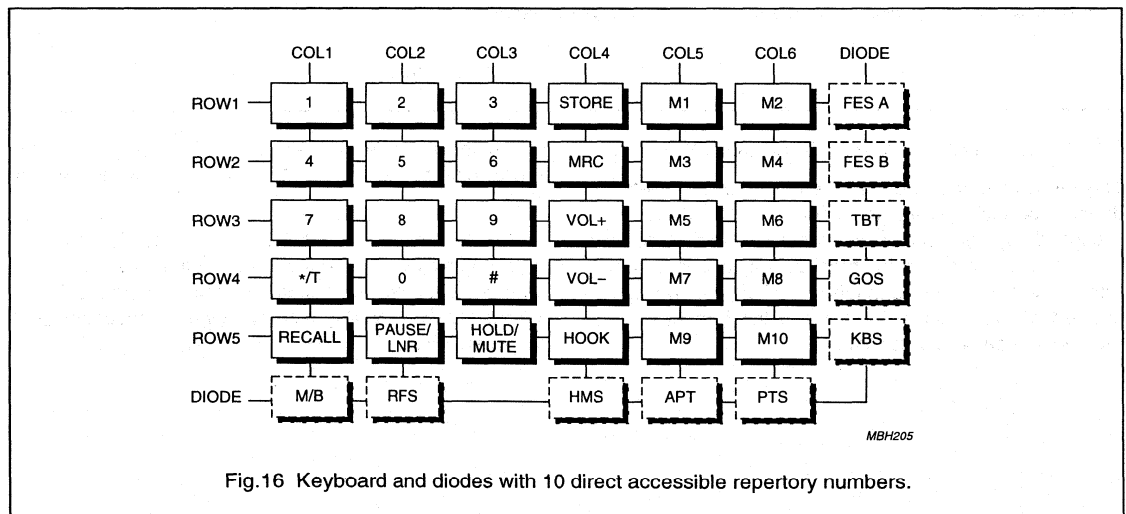 COL1 COL2 COL3 COL4 COL5 COL6 DIODE
ROW1 1 2 3 STORE M1 M2 FES A
ROW2 4 5 6 MRC M3 M4 FES B
ROW3 7 8 9 VOL+ M5 M6 TBT
ROW4 */T 0 # VOL− M7 M8 GOS
ROW5 RECALL PAUSE/ LNR HOLD/ MUTE HOOK M9 M10 KBS
DIODE M/B RFS HMS APT PTS
MBH205
Fig.16 Keyboard and diodes with 10 direct accessible repertory numbers.